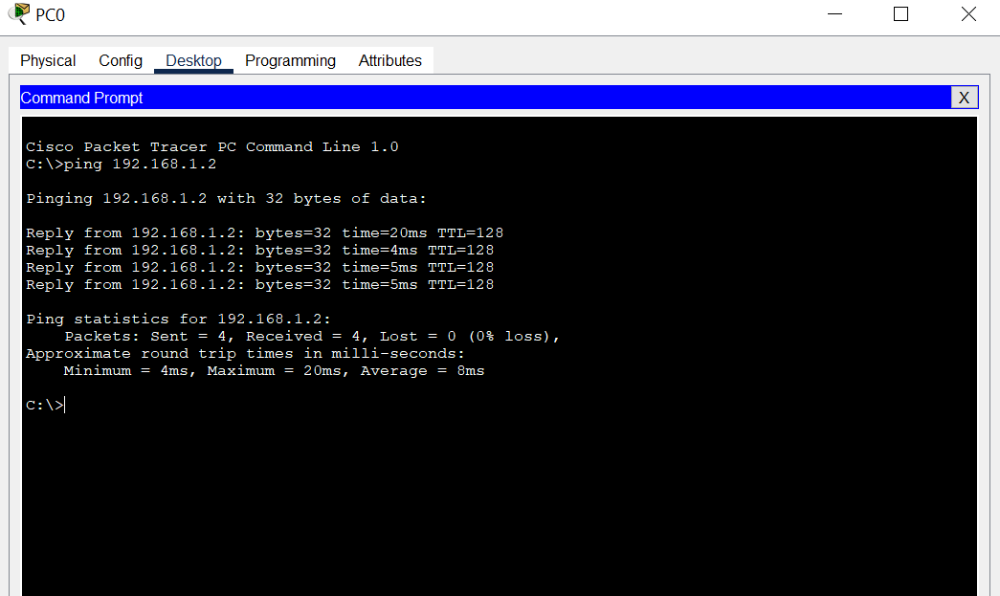 PC0
Physical Config Desktop Programming Attributes
Command Prompt
X
Cisco Packet Tracer PC Command Line 1.0
C:\>ping 192.168.1.2
Pinging 192.168.1.2 with 32 bytes of data:
Reply from 192.168.1.2: bytes=32 time=20ms TTL=128
Reply from 192.168.1.2: bytes=32 time=4ms TTL=128
Reply from 192.168.1.2: bytes=32 time=5ms TTL=128
Reply from 192.168.1.2: bytes=32 time=5ms TTL=128
Ping statistics for 192.168.1.2:
    Packets: Sent = 4, Received = 4, Lost = 0 (0% loss),
Approximate round trip times in milli-seconds:
    Minimum = 4ms, Maximum = 20ms, Average = 8ms
C:\>